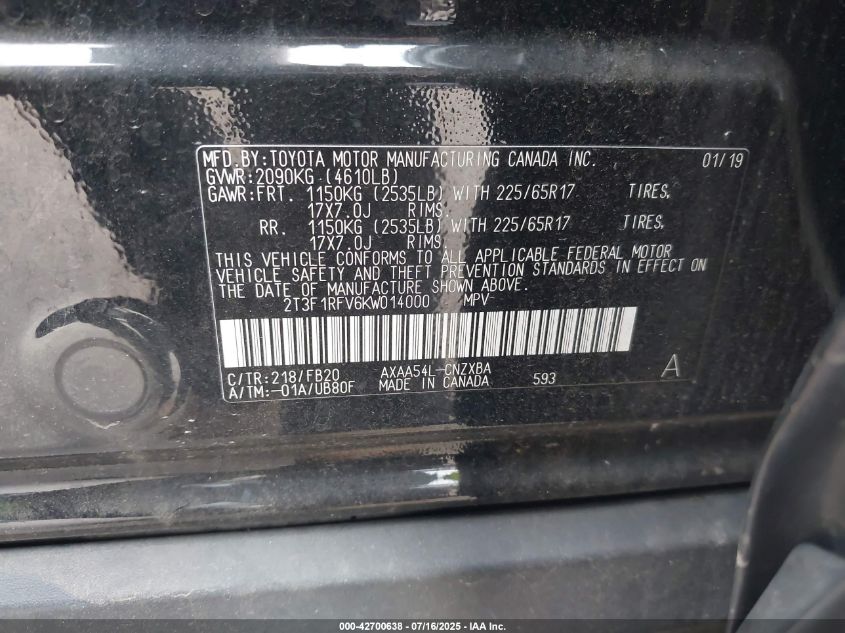 MFD.BY:TOYOTA MOTOR MANUFACTURING CANADA INC. 01/19
GVWR:2090KG (4610LB)
GAWR:FRT. 1150KG (2535LB) WITH 225/65R17 TIRES,
17X7.0J RIMS.
RR. 1150KG (2535LB) WITH 225/65R17 TIRES,
17X7.0J RIMS.
THIS VEHICLE CONFORMS TO ALL APPLICABLE FEDERAL MOTOR
VEHICLE SAFETY AND THEFT PREVENTION STANDARDS IN EFFECT ON
THE DATE OF MANUFACTURE SHOWN ABOVE.
2T3F1RFV6KW014000 MPV
C/TR:218/FB20 AXAA54L-CNZXBA
A/TM:-01A/UB80F MADE IN CANADA 593 A
000-42700638 - 07/16/2025 - IAA Inc.